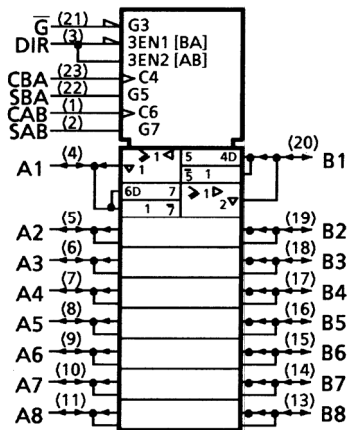 G̅ (21) G3
DIR (3) 3EN1 [BA]
3EN2 [AB]
CBA (23) C4
SBA (22) G5
CAB (1) C6
SAB (2) G7
A1 (4) ≥1 1 5 4D (20) B1
5̅ 1
6D 7 ≥1
1 7̅ 2
A2 (5) (19) B2
A3 (6) (18) B3
A4 (7) (17) B4
A5 (8) (16) B5
A6 (9) (15) B6
A7 (10) (14) B7
A8 (11) (13) B8